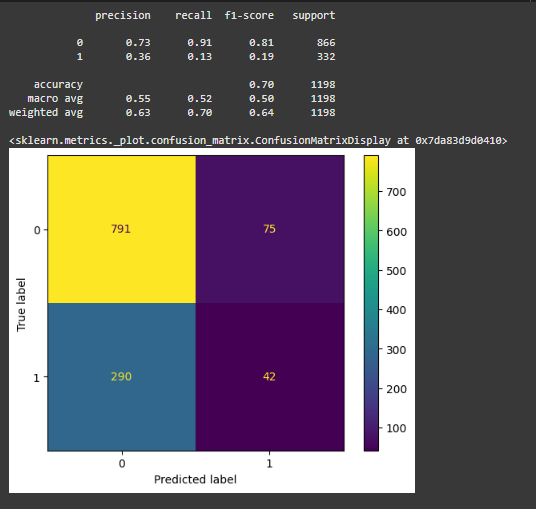 precision recall f1-score support
0 0.73 0.91 0.81 866
1 0.36 0.13 0.19 332
accuracy 0.70 1198
macro avg 0.55 0.52 0.50 1198
weighted avg 0.63 0.70 0.64 1198
<sklearn.metrics._plot.confusion_matrix.ConfusionMatrixDisplay at 0x7da83d9d0410>
700
0 791 75
600
500
True label
400
300
1 290 42
200
100
0 1
Predicted label